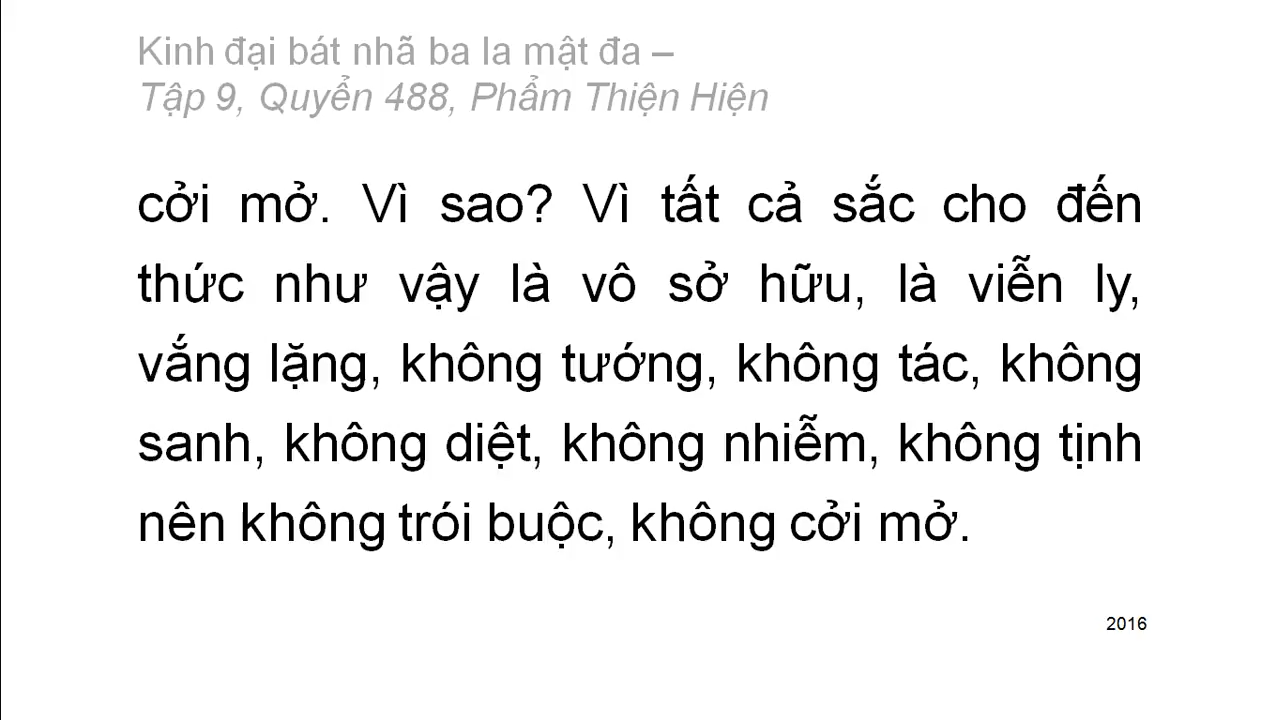 Kinh đại bát nhã ba la mật đa –
Tập 9, Quyển 488, Phẩm Thiện Hiện
cởi mở. Vì sao? Vì tất cả sắc cho đến
thức như vậy là vô sở hữu, là viễn ly,
vắng lặng, không tướng, không tác, không
sanh, không diệt, không nhiễm, không tịnh
nên không trói buộc, không cởi mở.
2016